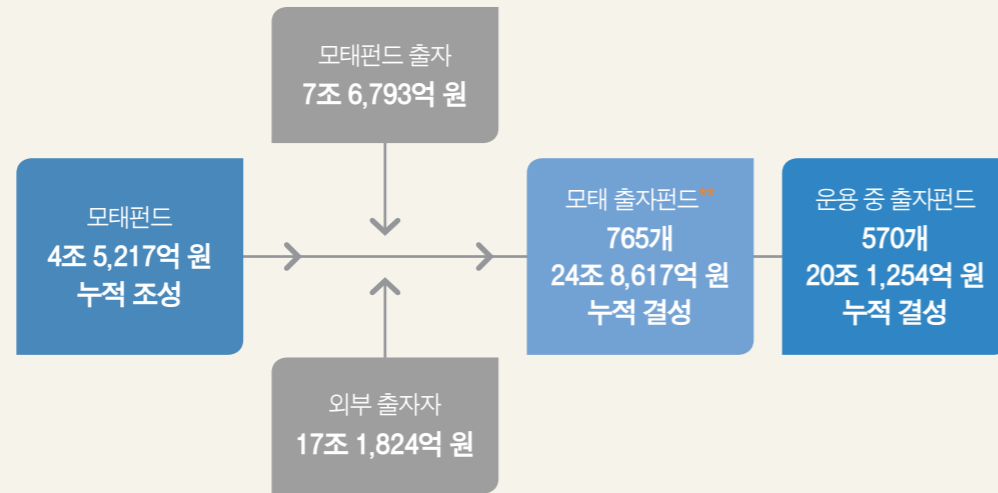 모태펀드 출자
7조 6,793억 원
모태펀드
4조 5,217억 원
누적 조성
모태 출자펀드**
765개
24조 8,617억 원
누적 결성
운용 중 출자펀드
570개
20조 1,254억 원
누적 결성
외부 출자자
17조 1,824억 원